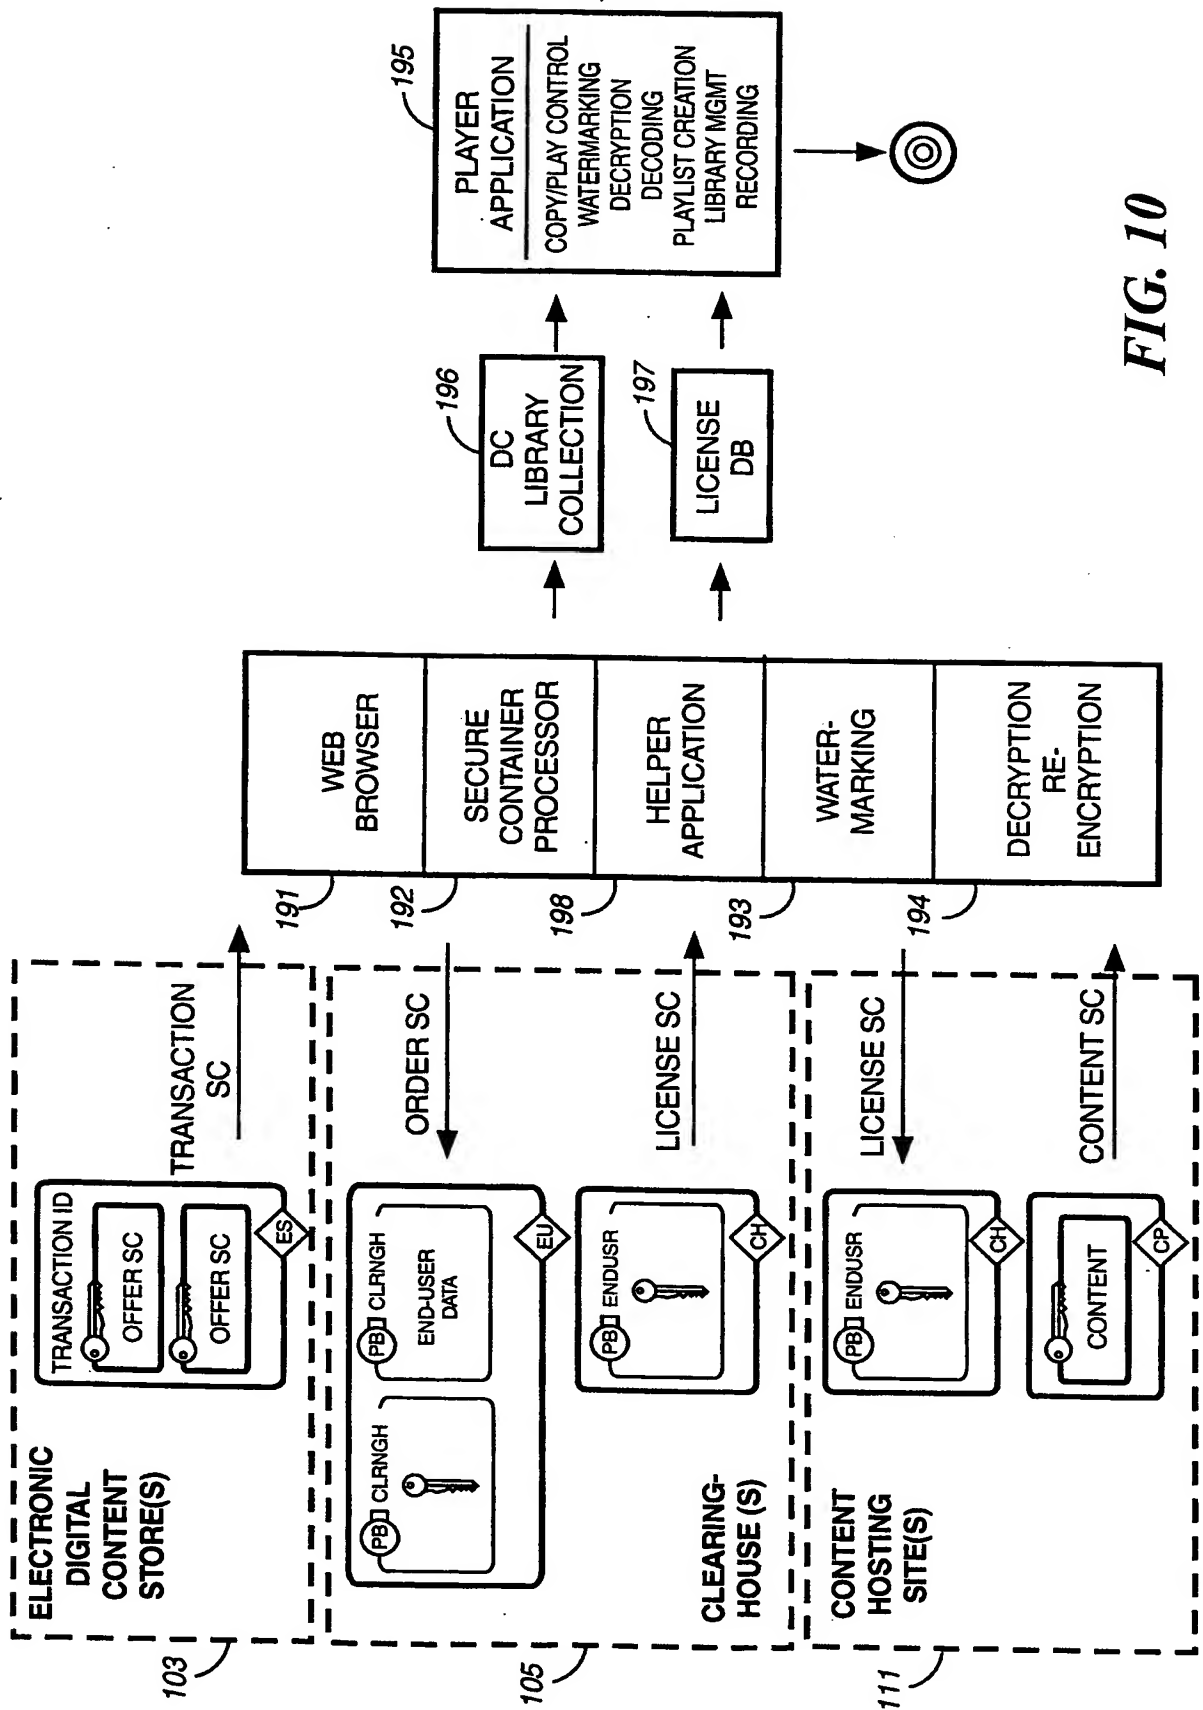 ELECTRONIC
DIGITAL
CONTENT
STORE(S)
103
TRANSACTION ID
OFFER SC
OFFER SC
ES
TRANSACTION
SC
CLEARING-
HOUSE (S)
105
PB CLRNGH
PB CLRNGH
END-USER
DATA
EU
ORDER SC
PB ENDUSR
CH
LICENSE SC
CONTENT
HOSTING
SITE(S)
111
PB ENDUSR
CH
LICENSE SC
CONTENT
CP
CONTENT SC
191
WEB
BROWSER
192
SECURE
CONTAINER
PROCESSOR
198
HELPER
APPLICATION
193
WATER-
MARKING
194
DECRYPTION
RE-
ENCRYPTION
196
DC
LIBRARY
COLLECTION
197
LICENSE
DB
195
PLAYER
APPLICATION
COPY/PLAY CONTROL
WATERMARKING
DECRYPTION
DECODING
PLAYLIST CREATION
LIBRARY MGMT
RECORDING
FIG. 10